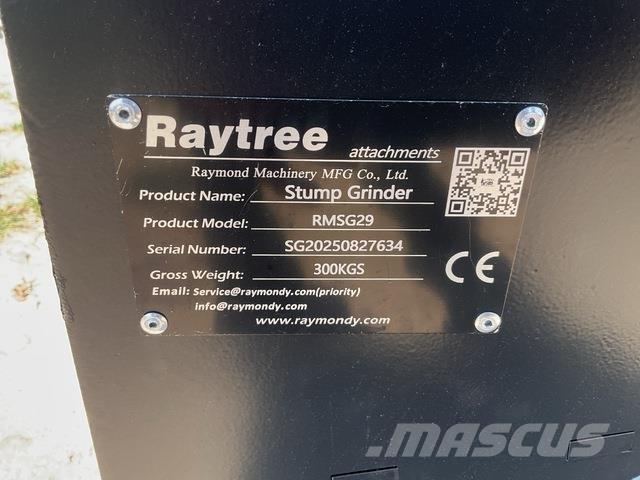 Raytree
attachments
Raymond Machinery MFG Co., Ltd.
Product Name: Stump Grinder
Product Model: RMSG29
Serial Number: SG20250827634
Gross Weight: 300KGS
CE
Email: Service@raymondy.com(priority)
info@raymondy.com
www.raymondy.com
MASCUS